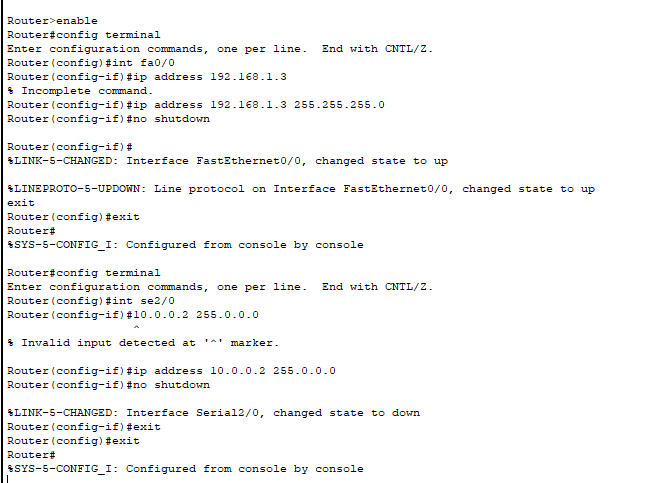 Router>enable
Router#config terminal
Enter configuration commands, one per line.  End with CNTL/Z.
Router(config)#int fa0/0
Router(config-if)#ip address 192.168.1.3
% Incomplete command.
Router(config-if)#ip address 192.168.1.3 255.255.255.0
Router(config-if)#no shutdown
Router(config-if)#
%LINK-5-CHANGED: Interface FastEthernet0/0, changed state to up
%LINEPROTO-5-UPDOWN: Line protocol on Interface FastEthernet0/0, changed state to up
exit
Router(config)#exit
Router#
%SYS-5-CONFIG_I: Configured from console by console
Router#config terminal
Enter configuration commands, one per line.  End with CNTL/Z.
Router(config)#int se2/0
Router(config-if)#10.0.0.2 255.0.0.0
^
% Invalid input detected at '^' marker.
Router(config-if)#ip address 10.0.0.2 255.0.0.0
Router(config-if)#no shutdown
%LINK-5-CHANGED: Interface Serial2/0, changed state to down
Router(config-if)#exit
Router(config)#exit
Router#
%SYS-5-CONFIG_I: Configured from console by console